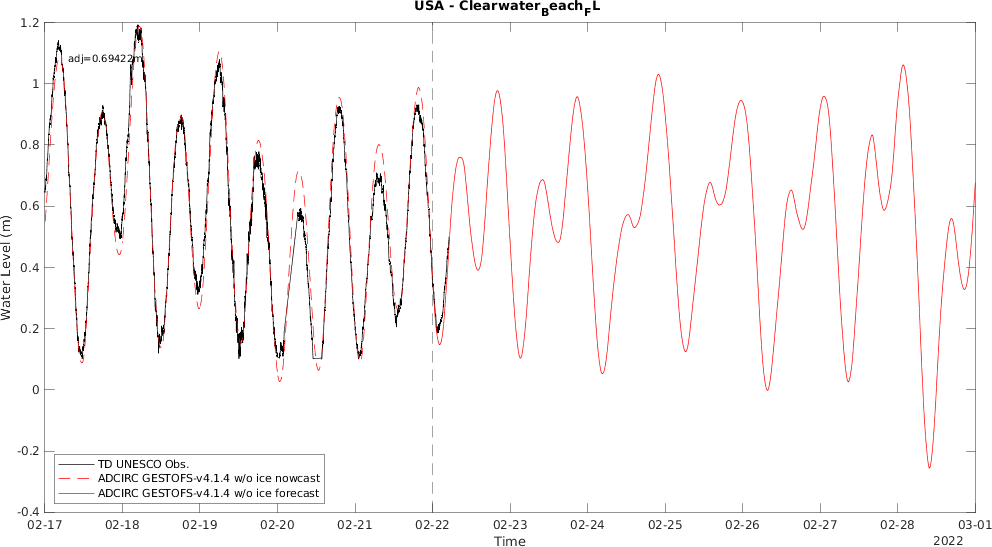 USA - Clearwater_Beach_FL
1.2
1
0.8
0.6
0.4
0.2
0
-0.2
-0.4
Water Level (m)
adj=0.69422m
TD UNESCO Obs.
ADCIRC GESTOFS-v4.1.4 w/o ice nowcast
ADCIRC GESTOFS-v4.1.4 w/o ice forecast
02-17 02-18 02-19 02-20 02-21 02-22 02-23 02-24 02-25 02-26 02-27 02-28 03-01
Time
2022